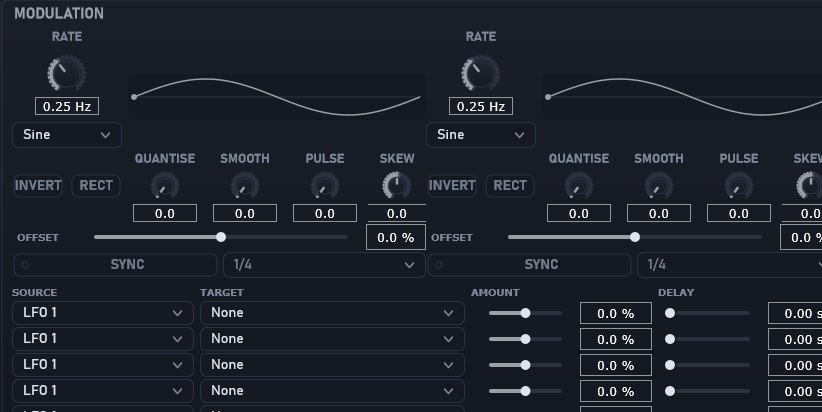 MODULATION
RATE RATE
0.25 Hz 0.25 Hz
Sine Sine
QUANTISE SMOOTH PULSE SKEW QUANTISE SMOOTH PULSE SKEW
INVERT RECT INVERT RECT
0.0 0.0 0.0 0.0 0.0 0.0 0.0 0.0
OFFSET 0.0 % OFFSET 0.0 %
SYNC 1/4 SYNC 1/4
SOURCE TARGET AMOUNT DELAY
LFO 1 None 0.0 % 0.00 s
LFO 1 None 0.0 % 0.00 s
LFO 1 None 0.0 % 0.00 s
LFO 1 None 0.0 % 0.00 s